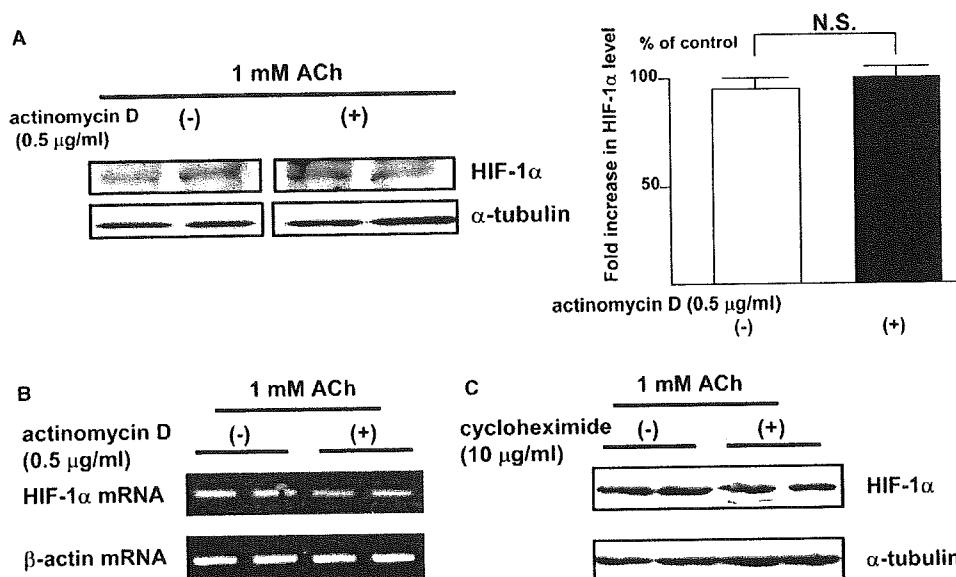 A
1 mM ACh
actinomycin D (-) (+)
(0.5 µg/ml)
HIF-1α
α-tubulin
N.S.
% of control
100
50
Fold increase in HIF-1α level
actinomycin D (0.5 µg/ml)
(-) (+)
B
1 mM ACh
actinomycin D (-) (+)
(0.5 µg/ml)
HIF-1α mRNA
β-actin mRNA
C
1 mM ACh
cycloheximide (-) (+)
(10 µg/ml)
HIF-1α
α-tubulin